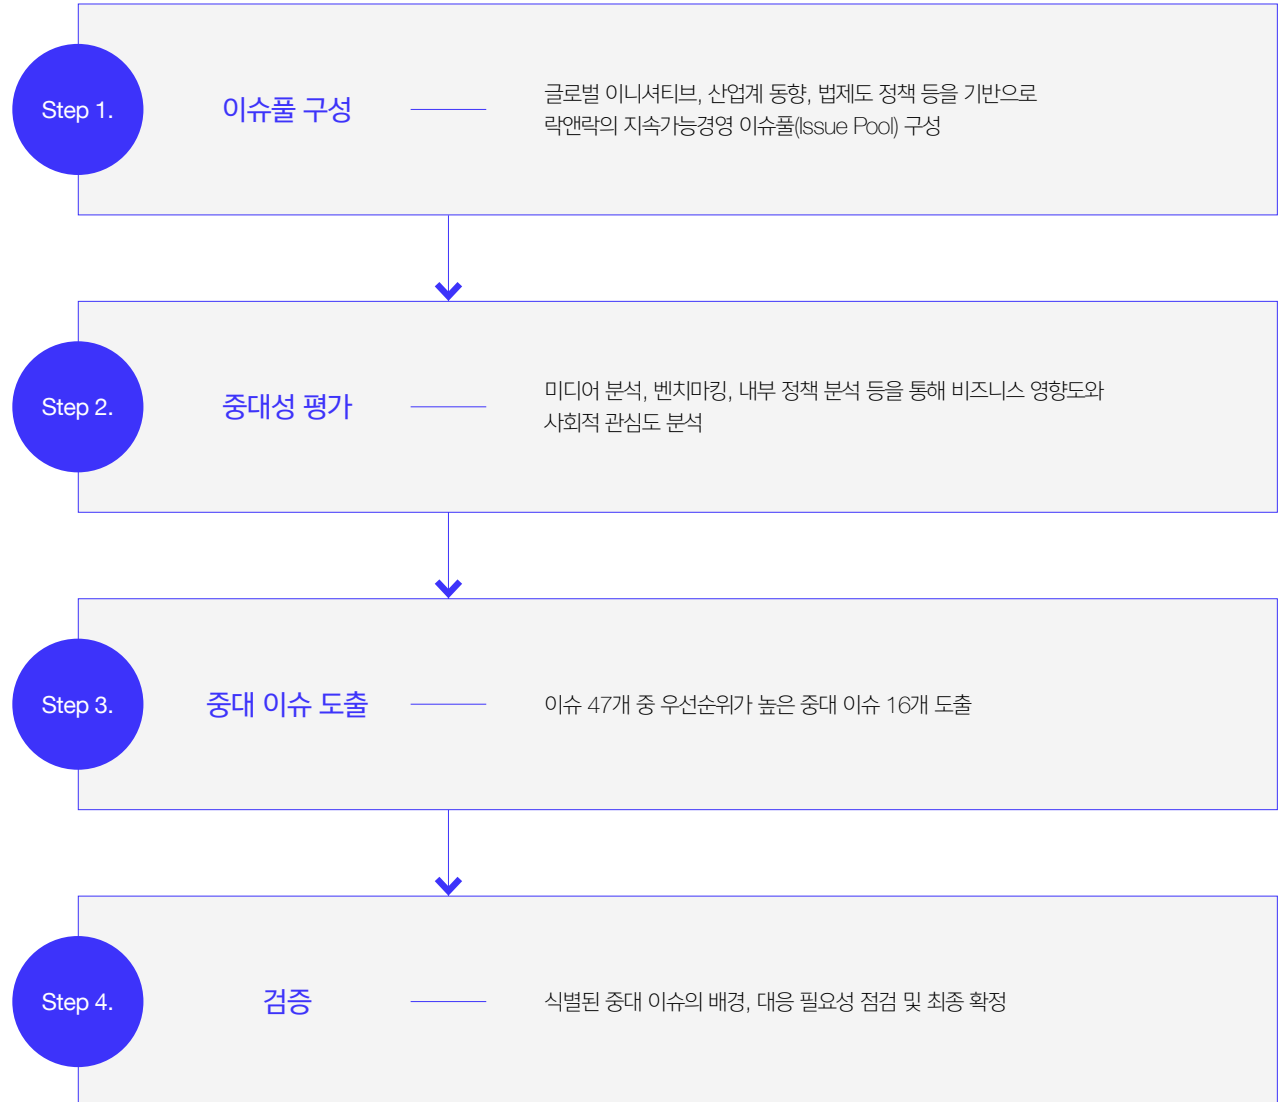 Step 1.
이슈풀 구성
글로벌 이니셔티브, 산업계 동향, 법제도 정책 등을 기반으로
락앤락의 지속가능경영 이슈풀(Issue Pool) 구성
Step 2.
중대성 평가
미디어 분석, 벤치마킹, 내부 정책 분석 등을 통해 비즈니스 영향도와
사회적 관심도 분석
Step 3.
중대 이슈 도출
이슈 47개 중 우선순위가 높은 중대 이슈 16개 도출
Step 4.
검증
식별된 중대 이슈의 배경, 대응 필요성 점검 및 최종 확정